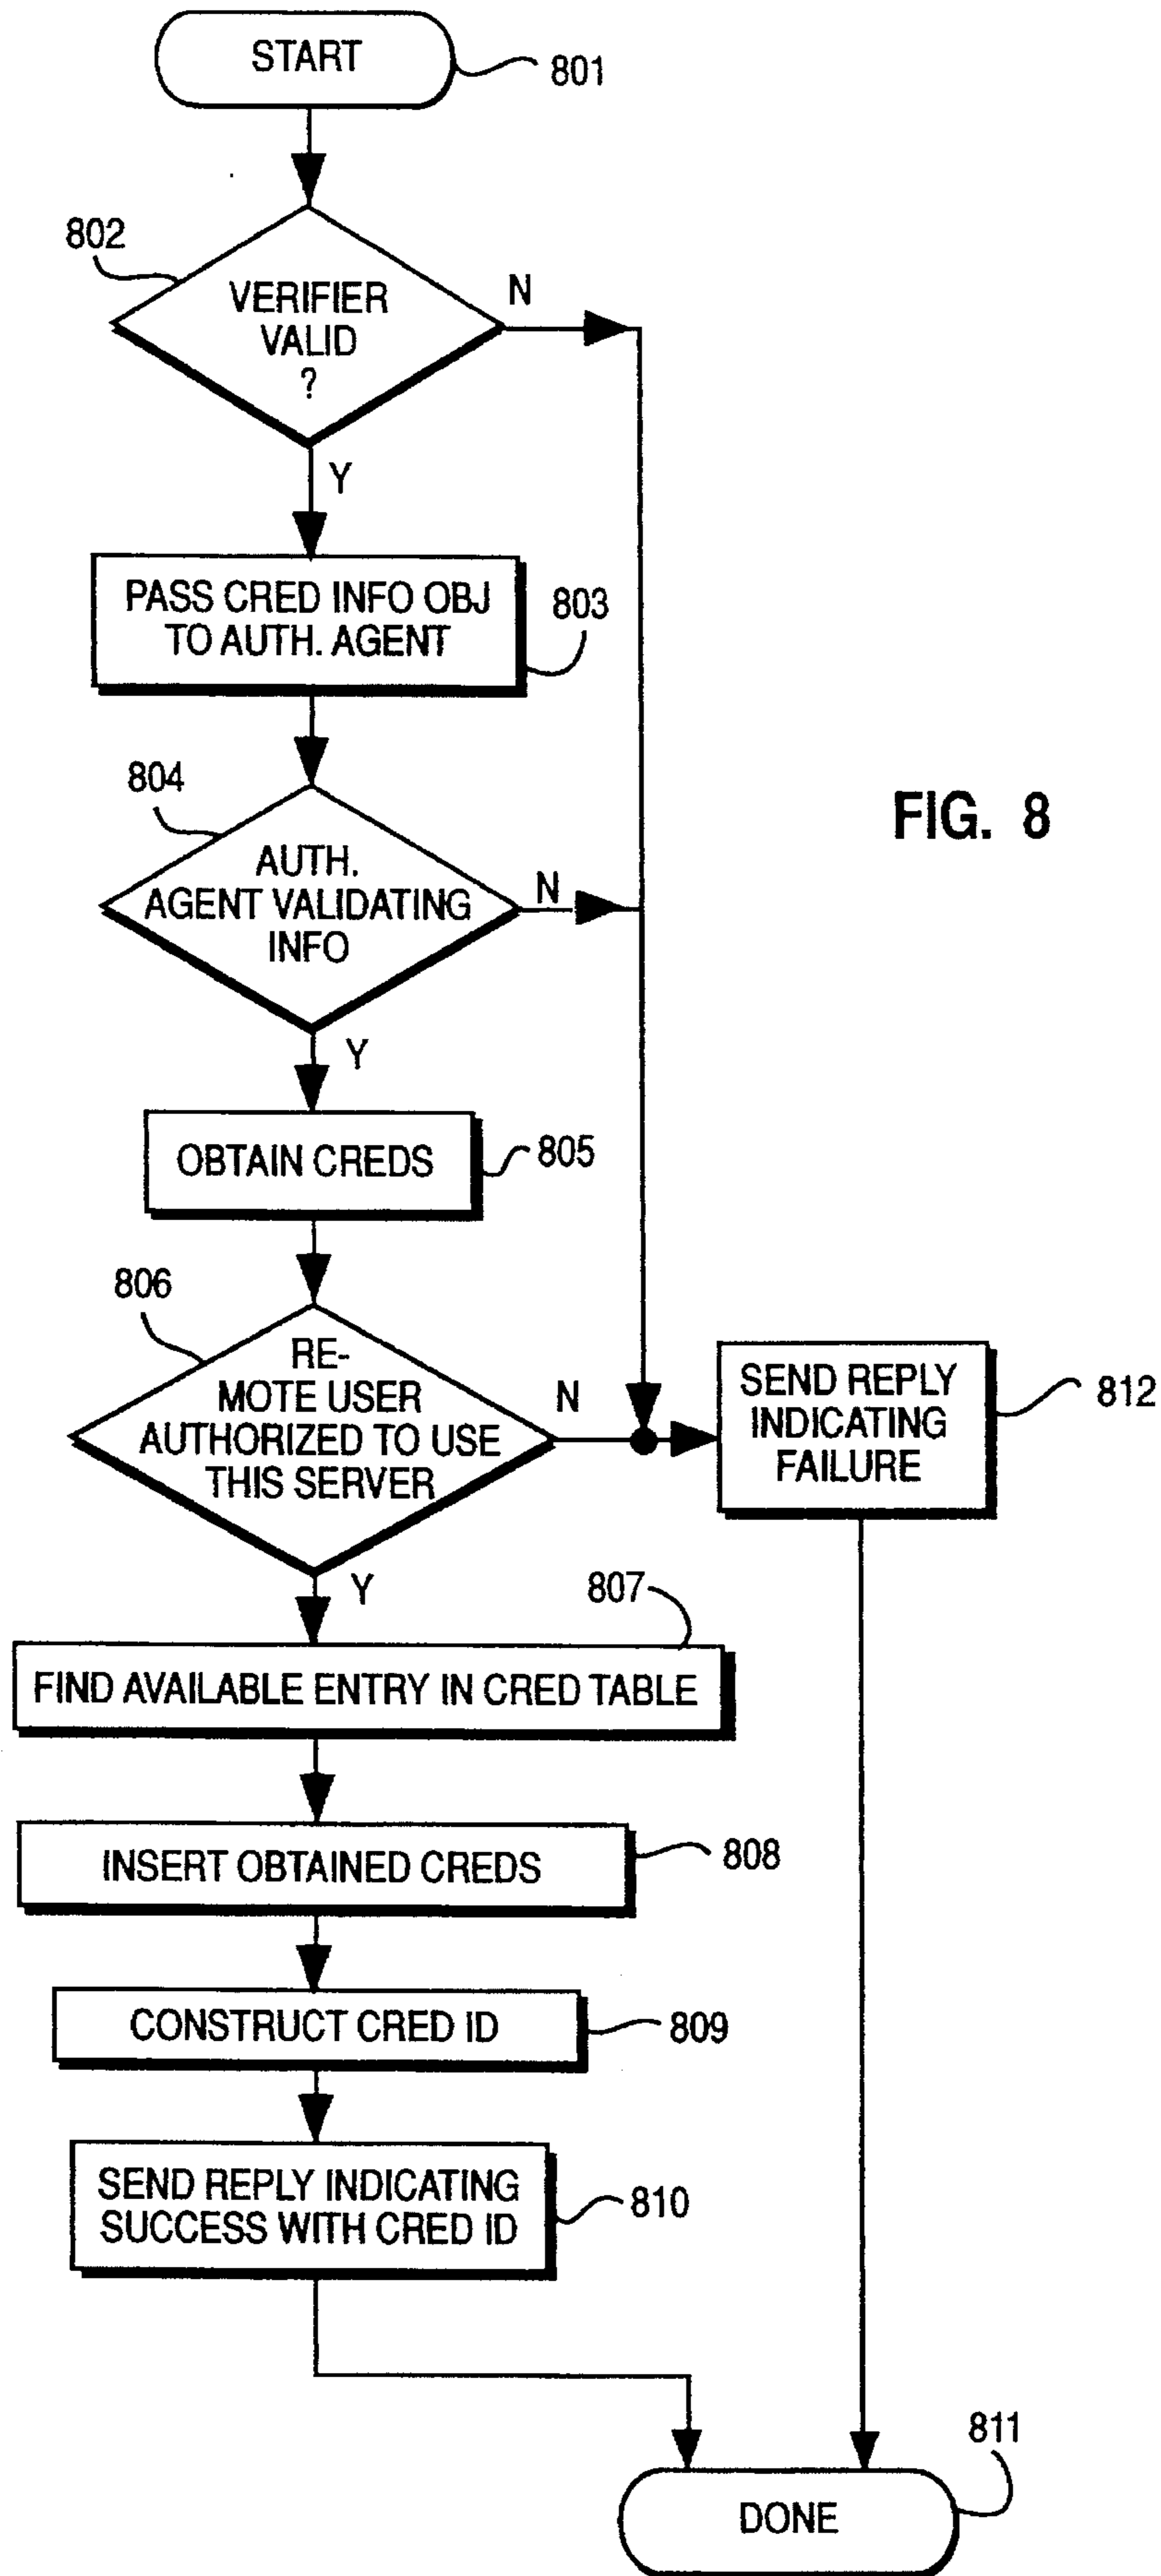 START
801
802
VERIFIER
VALID
?
N
Y
PASS CRED INFO OBJ
TO AUTH. AGENT
803
804
AUTH.
AGENT VALIDATING
INFO
N
FIG. 8
Y
OBTAIN CREDS
805
806
RE-
MOTE USER
AUTHORIZED TO USE
THIS SERVER
N
SEND REPLY
INDICATING
FAILURE
812
Y
807
FIND AVAILABLE ENTRY IN CRED TABLE
INSERT OBTAINED CREDS
808
CONSTRUCT CRED ID
809
SEND REPLY INDICATING
SUCCESS WITH CRED ID
810
811
DONE